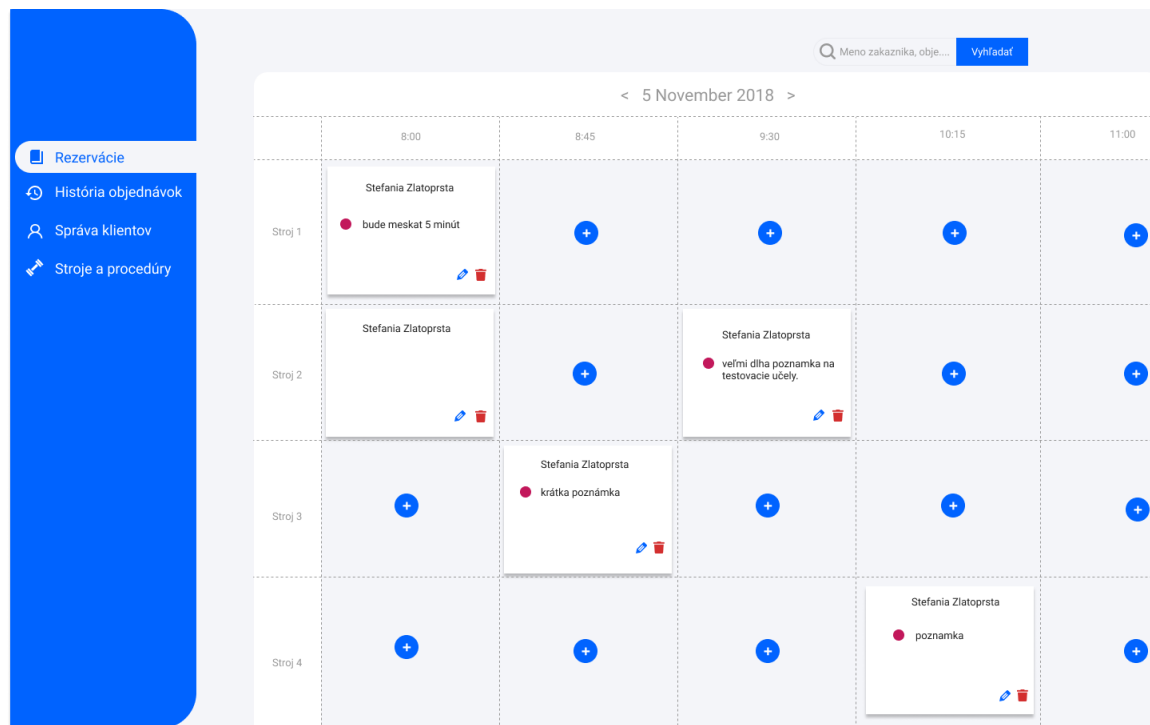 Meno zakaznika, obje....
Vyhľadať
< 5 November 2018 >
8:00
8:45
9:30
10:15
11:00
Rezervácie
História objednávok
Správa klientov
Stroje a procedúry
Stroj 1
Stefania Zlatoprsta
bude meskat 5 minút
Stroj 2
Stefania Zlatoprsta
Stefania Zlatoprsta
veľmi dlha poznamka na
testovacie učely.
Stroj 3
Stefania Zlatoprsta
krátka poznámka
Stroj 4
Stefania Zlatoprsta
poznamka